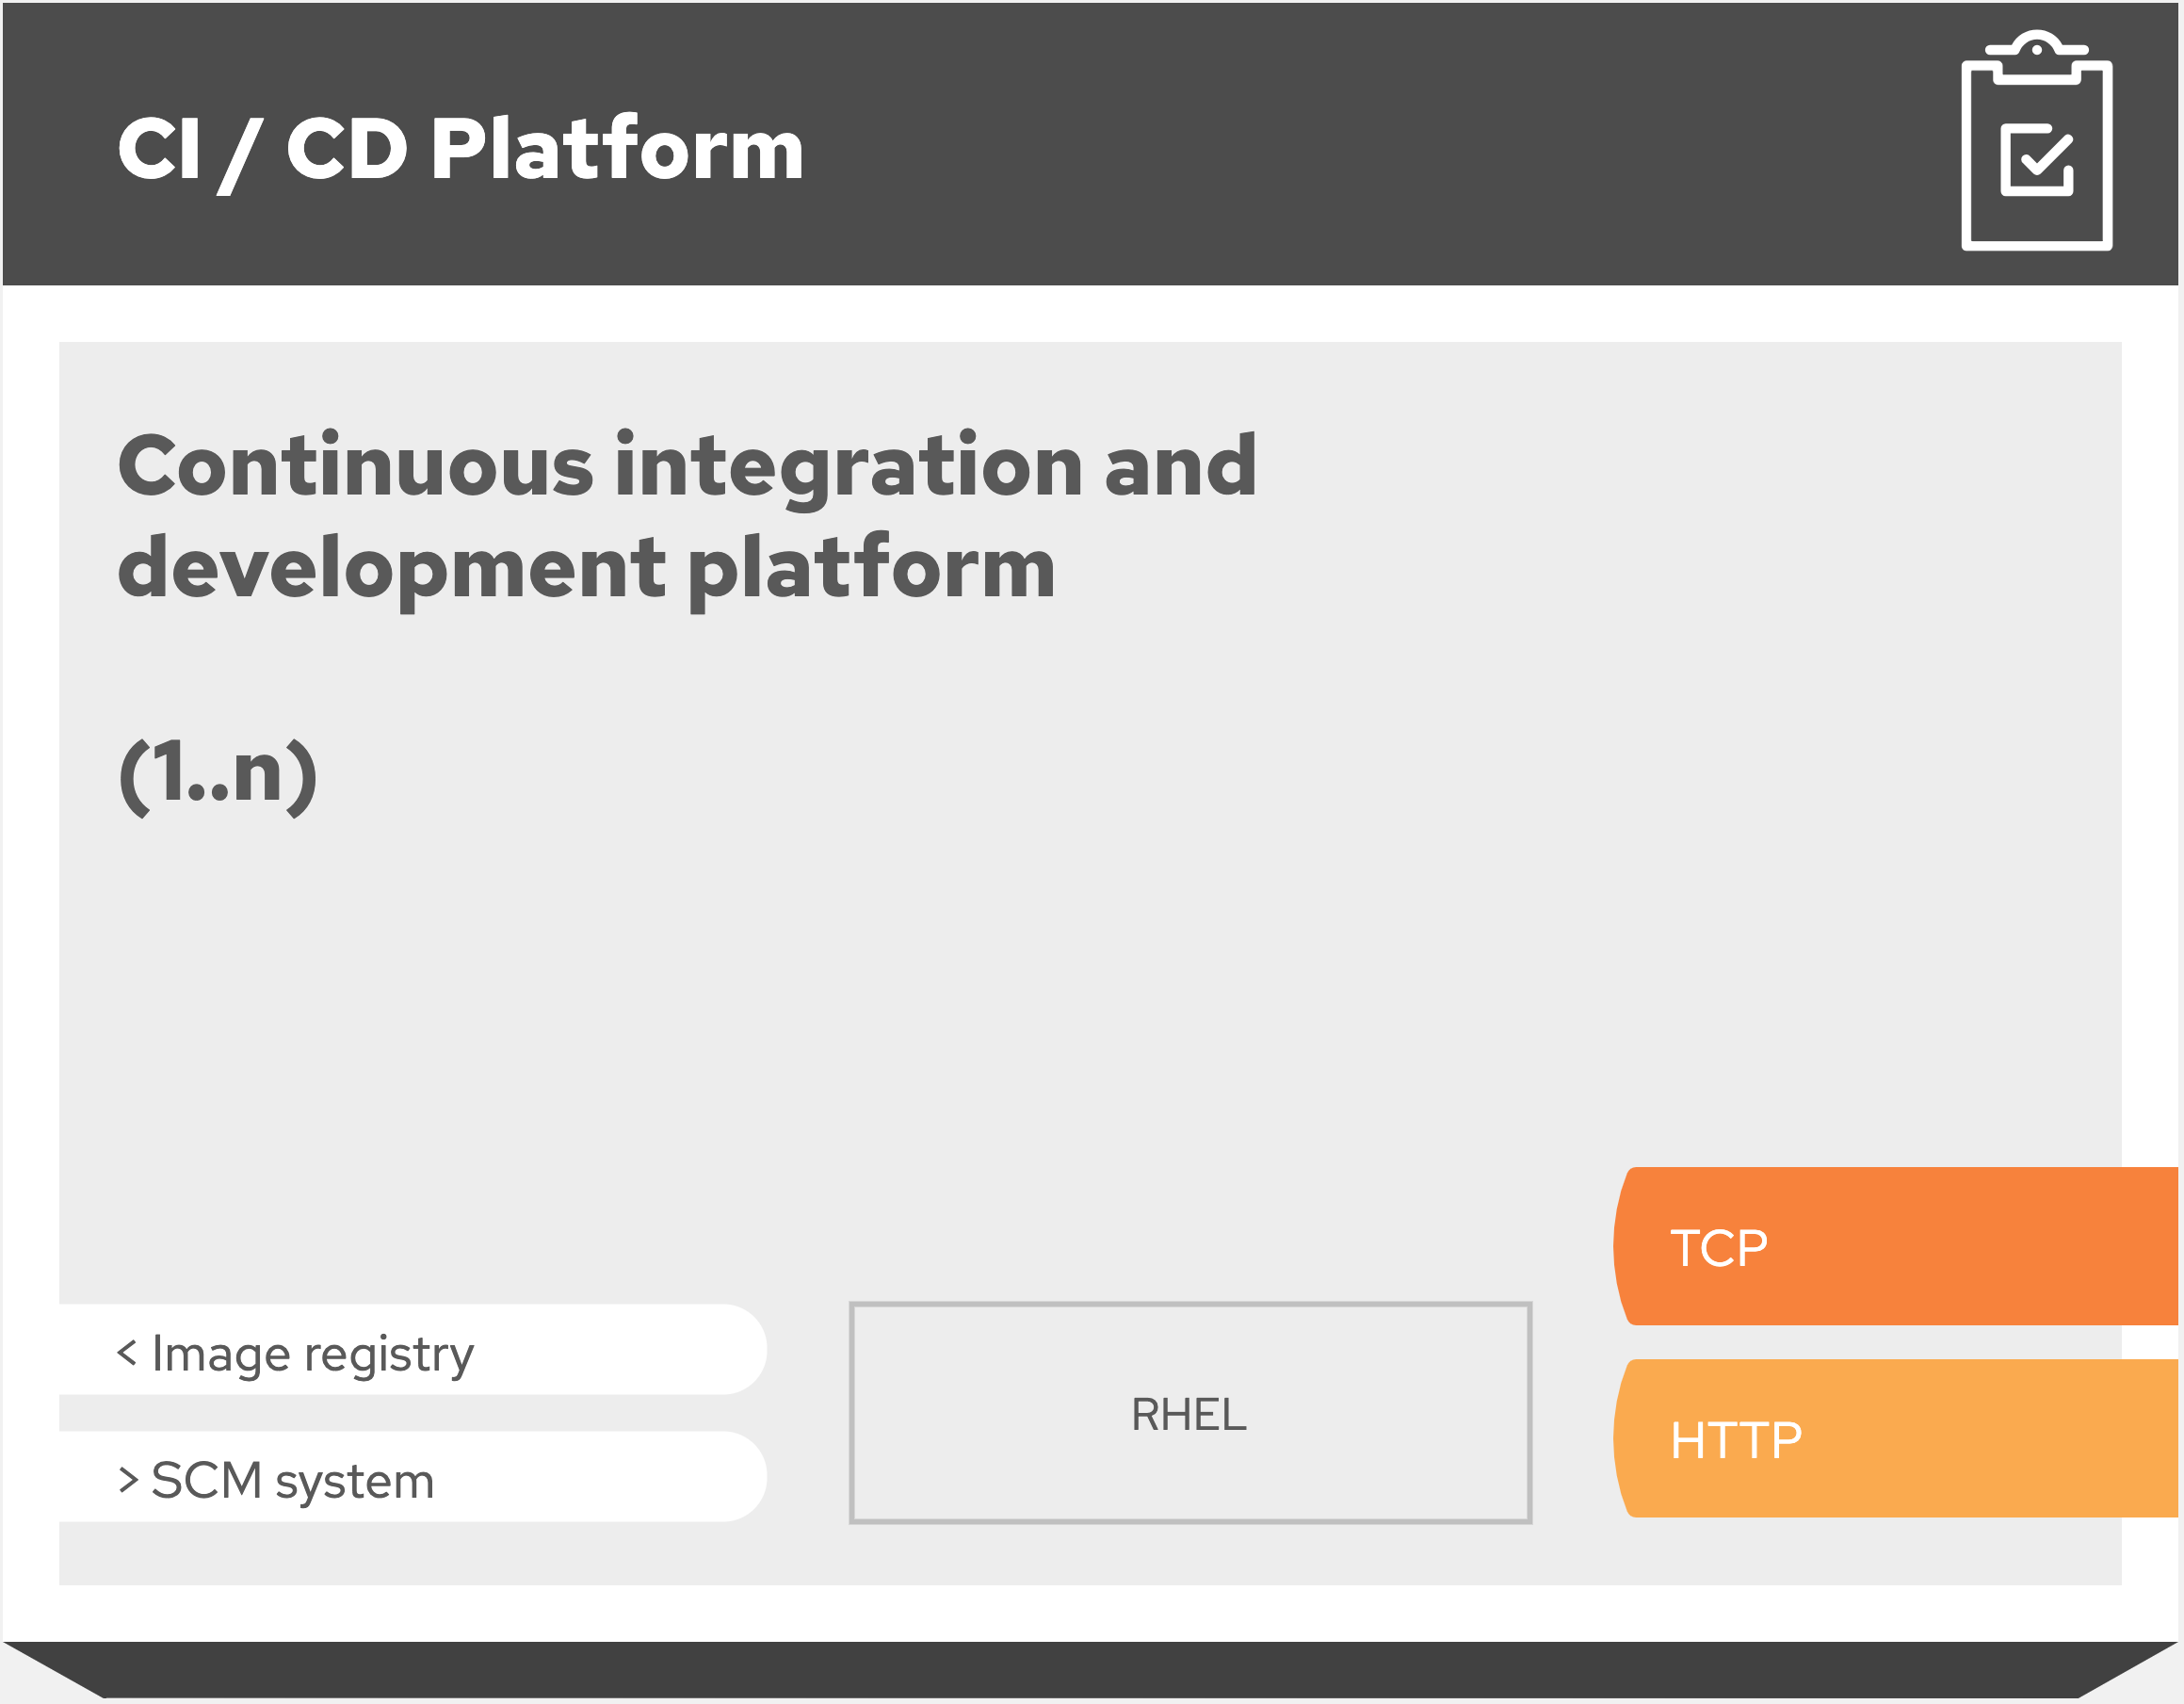 CI / CD Platform
Continuous integration and
development platform
(1..n)
TCP
< Image registry
RHEL
HTTP
> SCM system